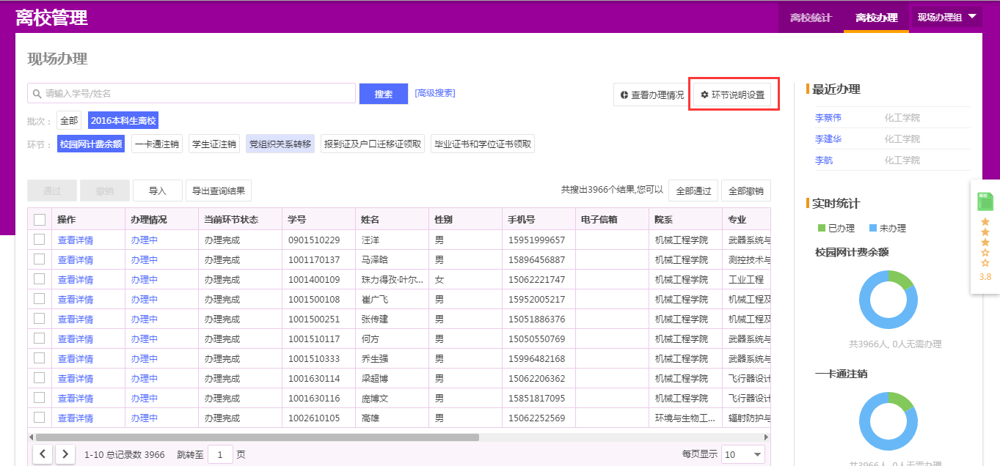 离校管理
离校统计 离校办理 现场办理组
现场办理
请输入学号/姓名 搜索 [高级搜索] 查看办理情况 环节说明设置
批次： 全部 2016本科生离校
环节： 校园网计费余额 一卡通注销 学生证注销 党组织关系转移 报到证及户口迁移证领取 毕业证书和学位证书领取
通过 撤销 导入 导出查询结果 共搜出3966个结果,您可以 全部通过 全部撤销
操作 办理情况 当前环节状态 学号 姓名 性别 手机号 电子信箱 院系 专业
查看详情 办理中 办理完成 0901510229 汪洋 男 15951999657 机械工程学院 武器系统与
查看详情 办理中 办理完成 1001170137 马泽晗 男 15896456887 机械工程学院 测控技术与
查看详情 办理中 办理完成 1001400109 珠力得孜·叶尔... 女 15062221747 机械工程学院 工业工程
查看详情 办理中 办理完成 1001500108 崔广飞 男 15952005217 机械工程学院 机械工程及
查看详情 办理中 办理完成 1001500251 张传建 男 15051886376 机械工程学院 机械工程及
查看详情 办理中 办理完成 1001510117 何方 男 15050550769 机械工程学院 武器系统与
查看详情 办理中 办理完成 1001510333 乔生强 男 15996482168 机械工程学院 武器系统与
查看详情 办理中 办理完成 1001630114 梁超博 男 15062206362 机械工程学院 飞行器设计
查看详情 办理中 办理完成 1001630116 庞博文 男 15851817095 机械工程学院 飞行器设计
查看详情 办理中 办理完成 1002610105 高雄 男 15062252569 环境与生物工... 辐射防护与
1-10 总记录数 3966 跳转至 1 页 每页显示 10
最近办理
李蔡伟 化工学院
李建华 化工学院
李航 化工学院
实时统计
已办理 未办理
校园网计费余额
共3966人, 0人无需办理
一卡通注销
共3966人, 0人无需办理
离校
3.8